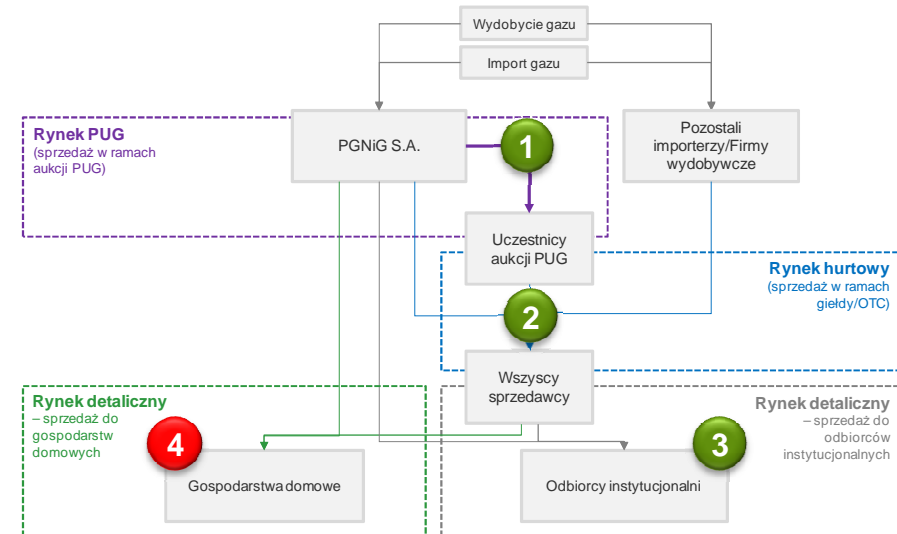 Wydobycie gazu
Import gazu
Rynek PUG
(sprzedaż w ramach
aukcji PUG)
PGNiG S.A.
1
Pozostali
importerzy/Firmy
wydobywcze
Uczestnicy
aukcji PUG
Rynek hurtowy
(sprzedaż w ramach
giełdy/OTC)
2
Wszyscy
sprzedawcy
Rynek detaliczny
– sprzedaż do
gospodarstw
domowych
4
Gospodarstwa domowe
Rynek detaliczny
– sprzedaż do
odbiorców
instytucjonalnych
3
Odbiorcy instytucjonalni